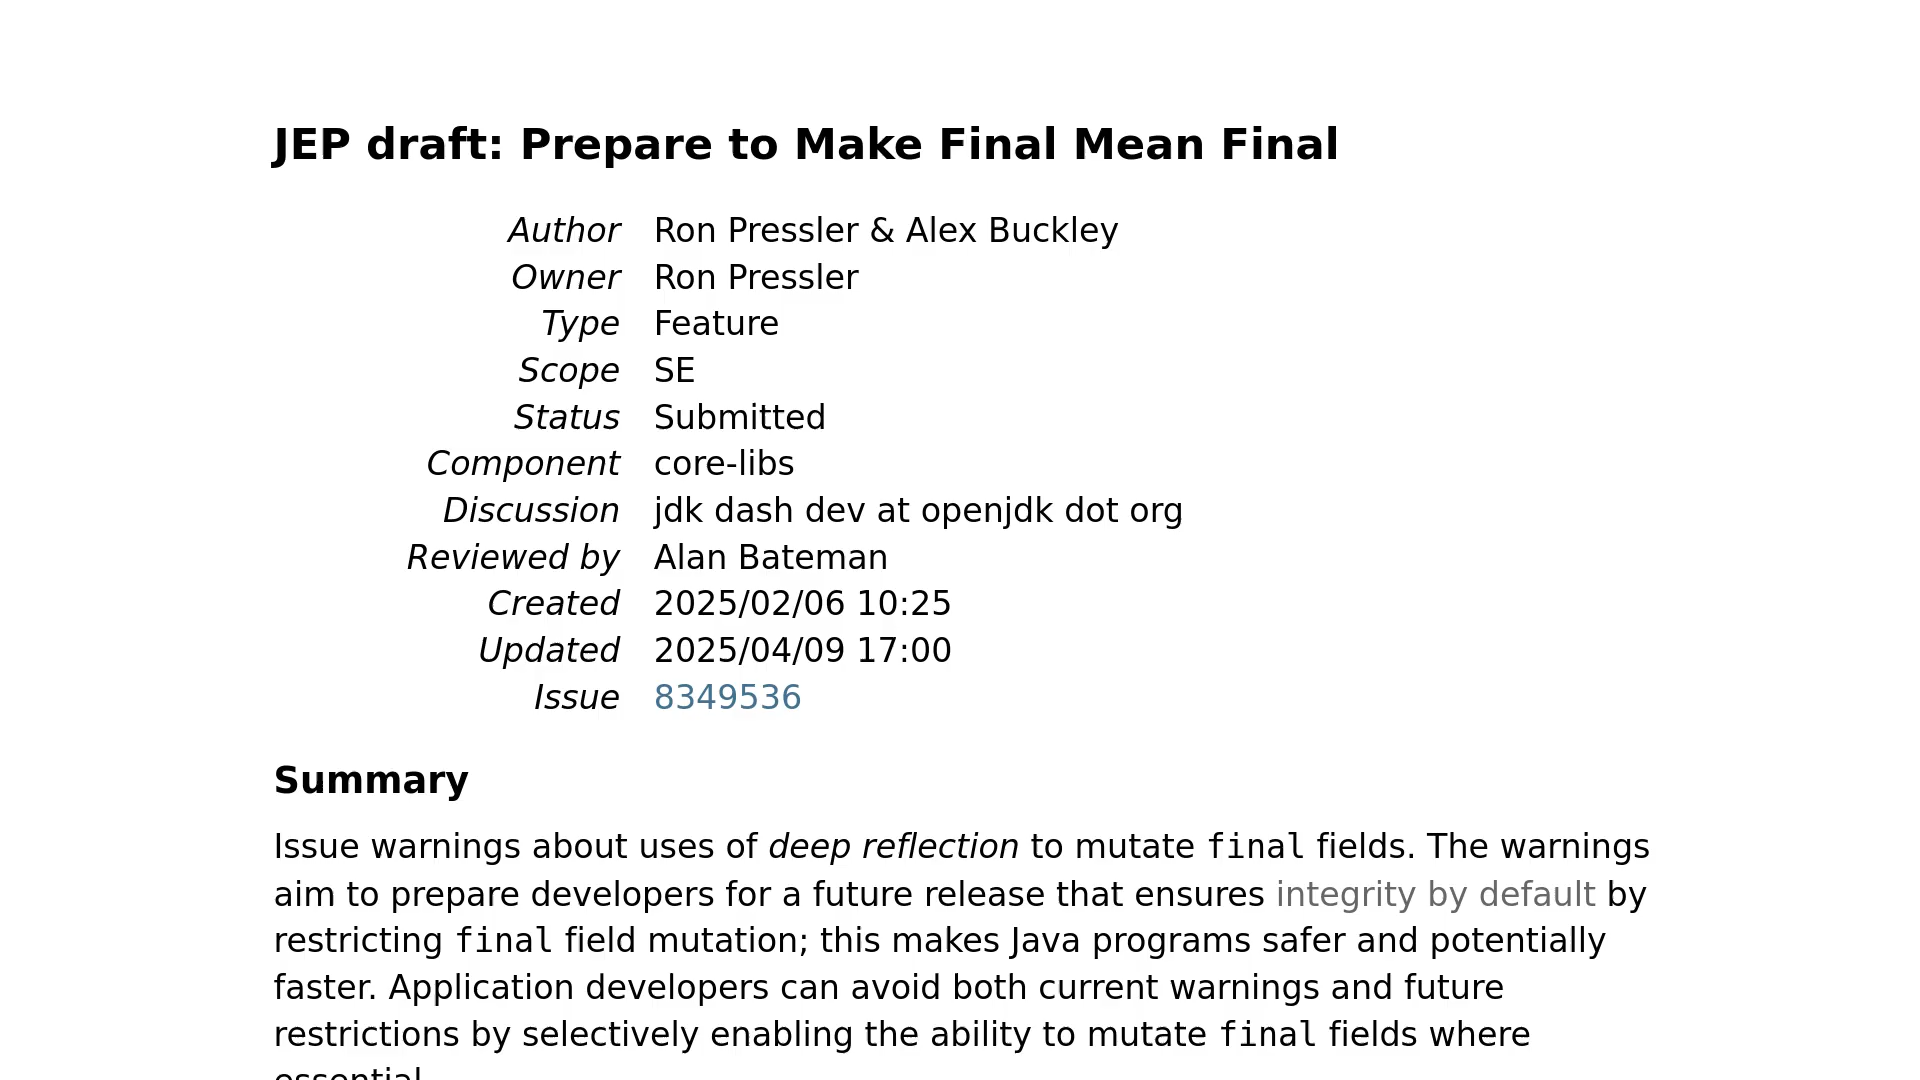 JEP draft: Prepare to Make Final Mean Final
Author Ron Pressler & Alex Buckley
Owner Ron Pressler
Type Feature
Scope SE
Status Submitted
Component core-libs
Discussion jdk dash dev at openjdk dot org
Reviewed by Alan Bateman
Created 2025/02/06 10:25
Updated 2025/04/09 17:00
Issue 8349536
Summary
Issue warnings about uses of deep reflection to mutate final fields. The warnings
aim to prepare developers for a future release that ensures integrity by default by
restricting final field mutation; this makes Java programs safer and potentially
faster. Application developers can avoid both current warnings and future
restrictions by selectively enabling the ability to mutate final fields where
essential.